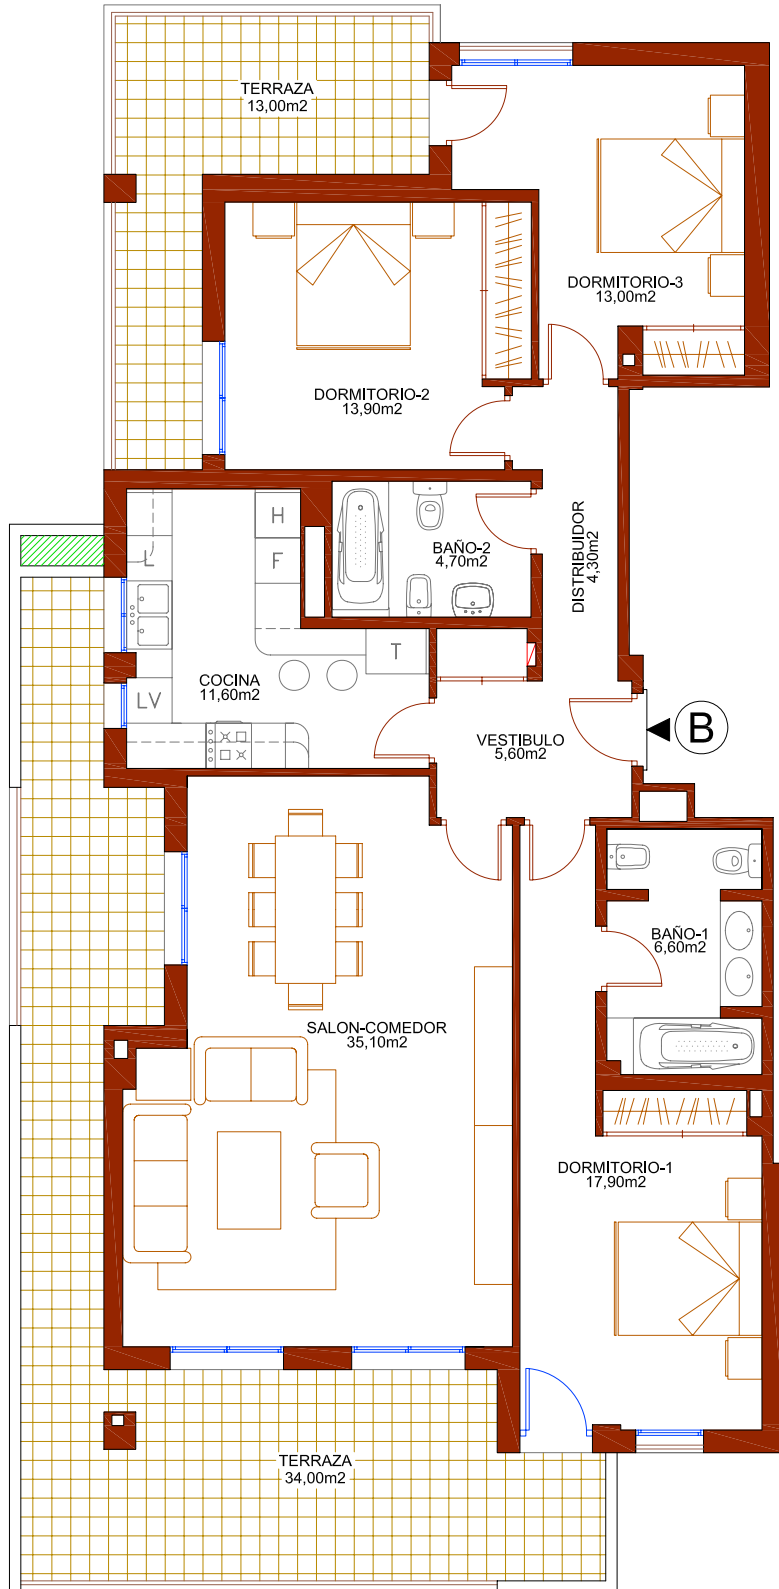 TERRAZA
13,00m2
DORMITORIO-3
13,00m2
DORMITORIO-2
13,90m2
H
F
L
BAÑO-2
4,70m2
DISTRIBUIDOR
4,30m2
T
COCINA
11,60m2
LV
VESTIBULO
5,60m2
B
BAÑO-1
6,60m2
SALON-COMEDOR
35,10m2
DORMITORIO-1
17,90m2
TERRAZA
34,00m2